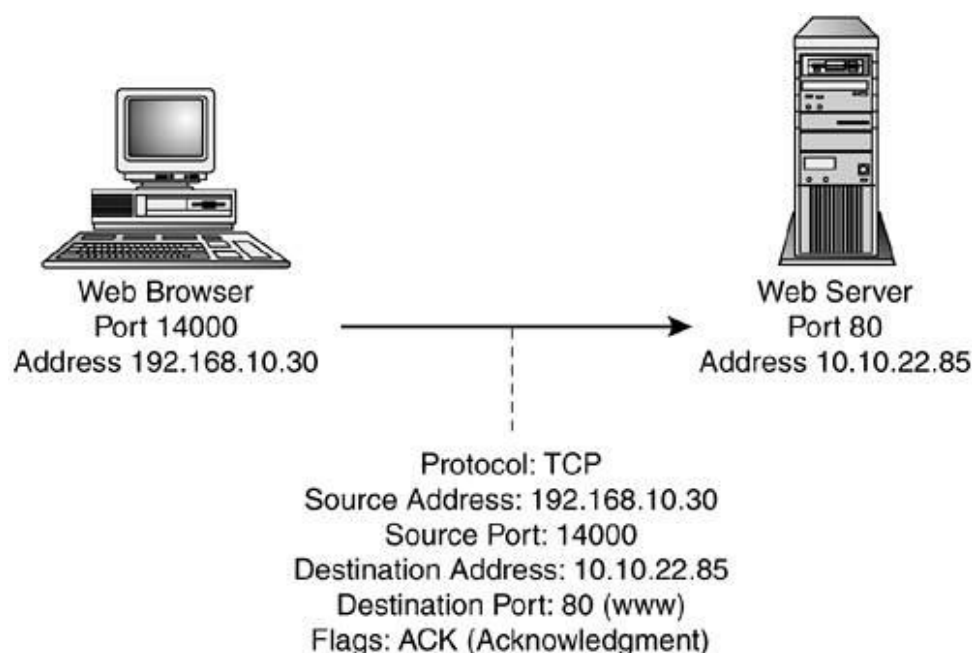 Web Browser
Port 14000
Address 192.168.10.30
Web Server
Port 80
Address 10.10.22.85
Protocol: TCP
Source Address: 192.168.10.30
Source Port: 14000
Destination Address: 10.10.22.85
Destination Port: 80 (www)
Flags: ACK (Acknowledgment)